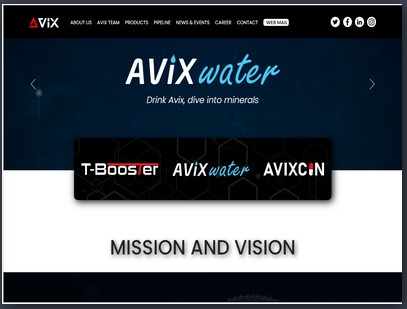 AVIX ABOUT US AVIX TEAM PRODUCTS PIPELINE NEWS & EVENTS CAREER CONTACT WEB MAIL
AViX water
Drink Avix, dive into minerals
T-BOOSTer AViX water AVIXCIN
MISSION AND VISION